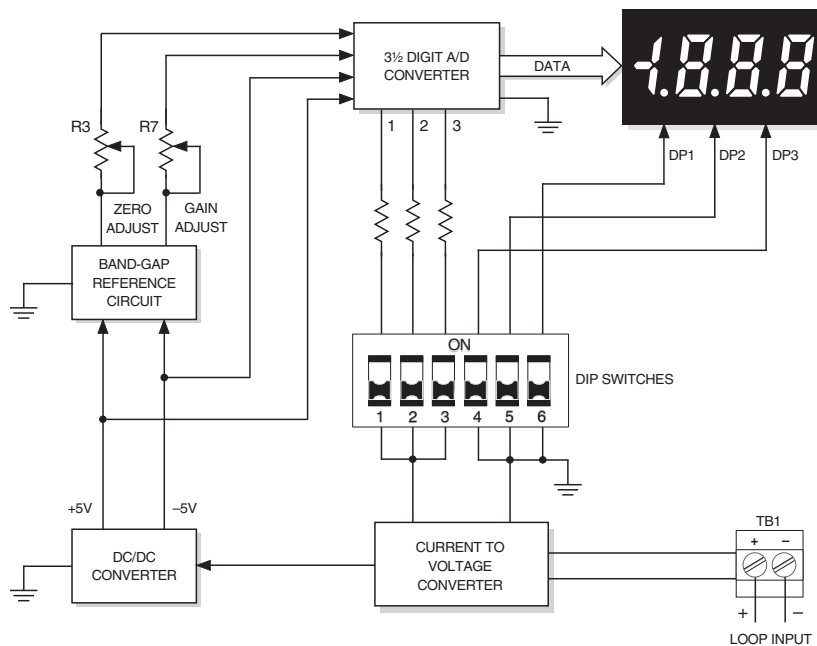 3½ DIGIT A/D
CONVERTER
DATA
-1.8.8.8
R3
R7
1
2
3
DP1
DP2
DP3
ZERO
ADJUST
GAIN
ADJUST
BAND-GAP
REFERENCE
CIRCUIT
ON
DIP SWITCHES
1 2 3 4 5 6
+5V
–5V
DC/DC
CONVERTER
CURRENT TO
VOLTAGE
CONVERTER
TB1
+ –
+ –
LOOP INPUT